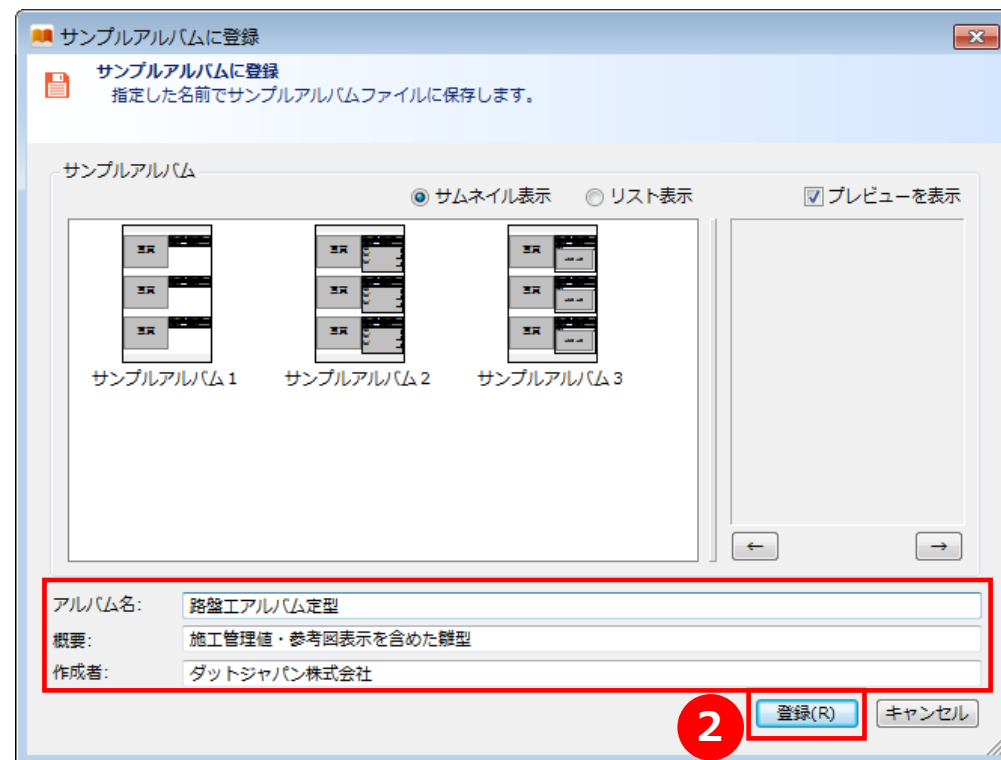 サンプルアルバムに登録
サンプルアルバムに登録
指定した名前でサンプルアルバムファイルに保存します。
サンプルアルバム
サムネイル表示 リスト表示 プレビューを表示
サンプルアルバム1 サンプルアルバム2 サンプルアルバム3
← →
アルバム名: 路盤工アルバム定型
概要: 施工管理値・参考図表示を含めた雛型
作成者: ダットジャパン株式会社
2 登録(R) キャンセル